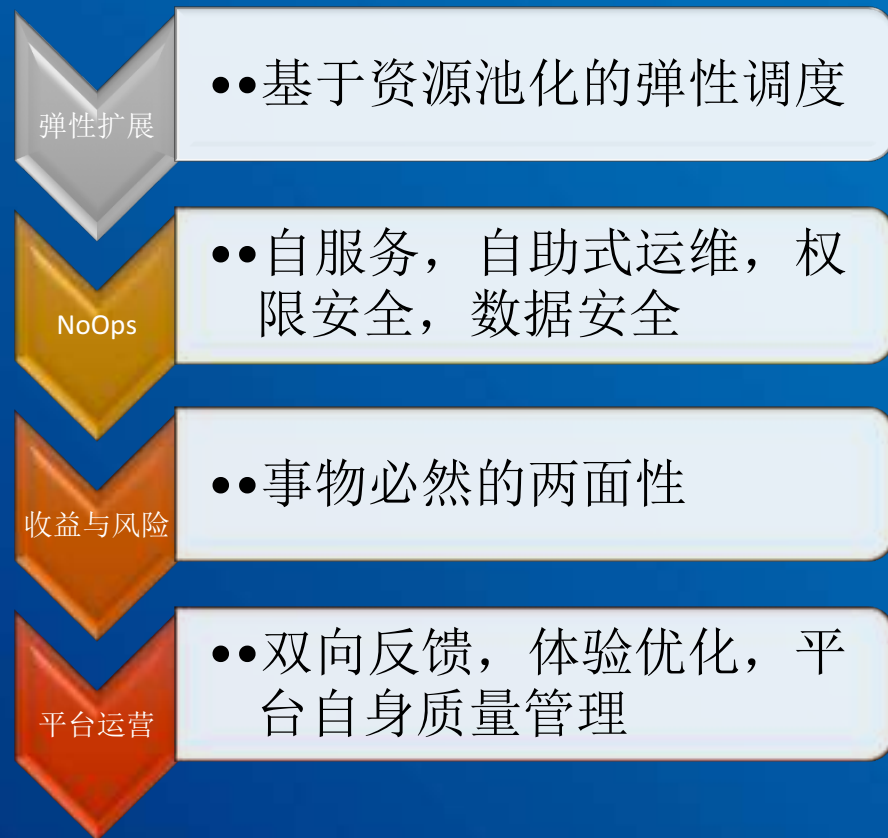 弹性扩展
••基于资源池化的弹性调度
NoOps
••自服务，自助式运维，权
限安全，数据安全
收益与风险
••事物必然的两面性
平台运营
••双向反馈，体验优化，平
台自身质量管理